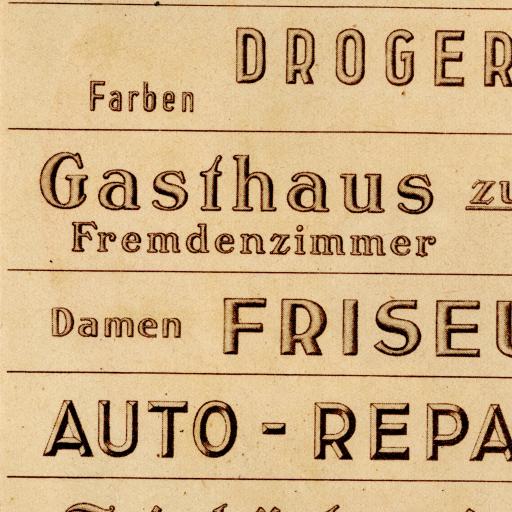 DROGER
Farben
Gasthaus zu
Fremdenzimmer
Damen FRISEU
AUTO - REPA